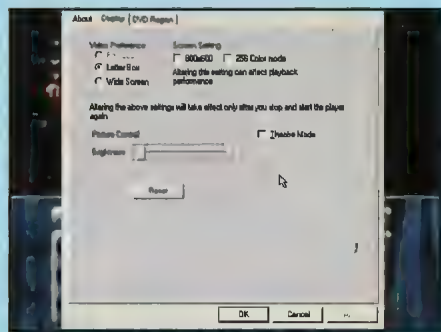 About Display DVD Region
Video Preference
Screen Setting
800x600
256 Color mode
Letter Box
Altering this setting can affect playback
performance
Wide Screen
Altering the above settings will take effect only after you stop and start the player
again.
Picture Control
Theatre Mode
Brightness
Reset
OK Cancel